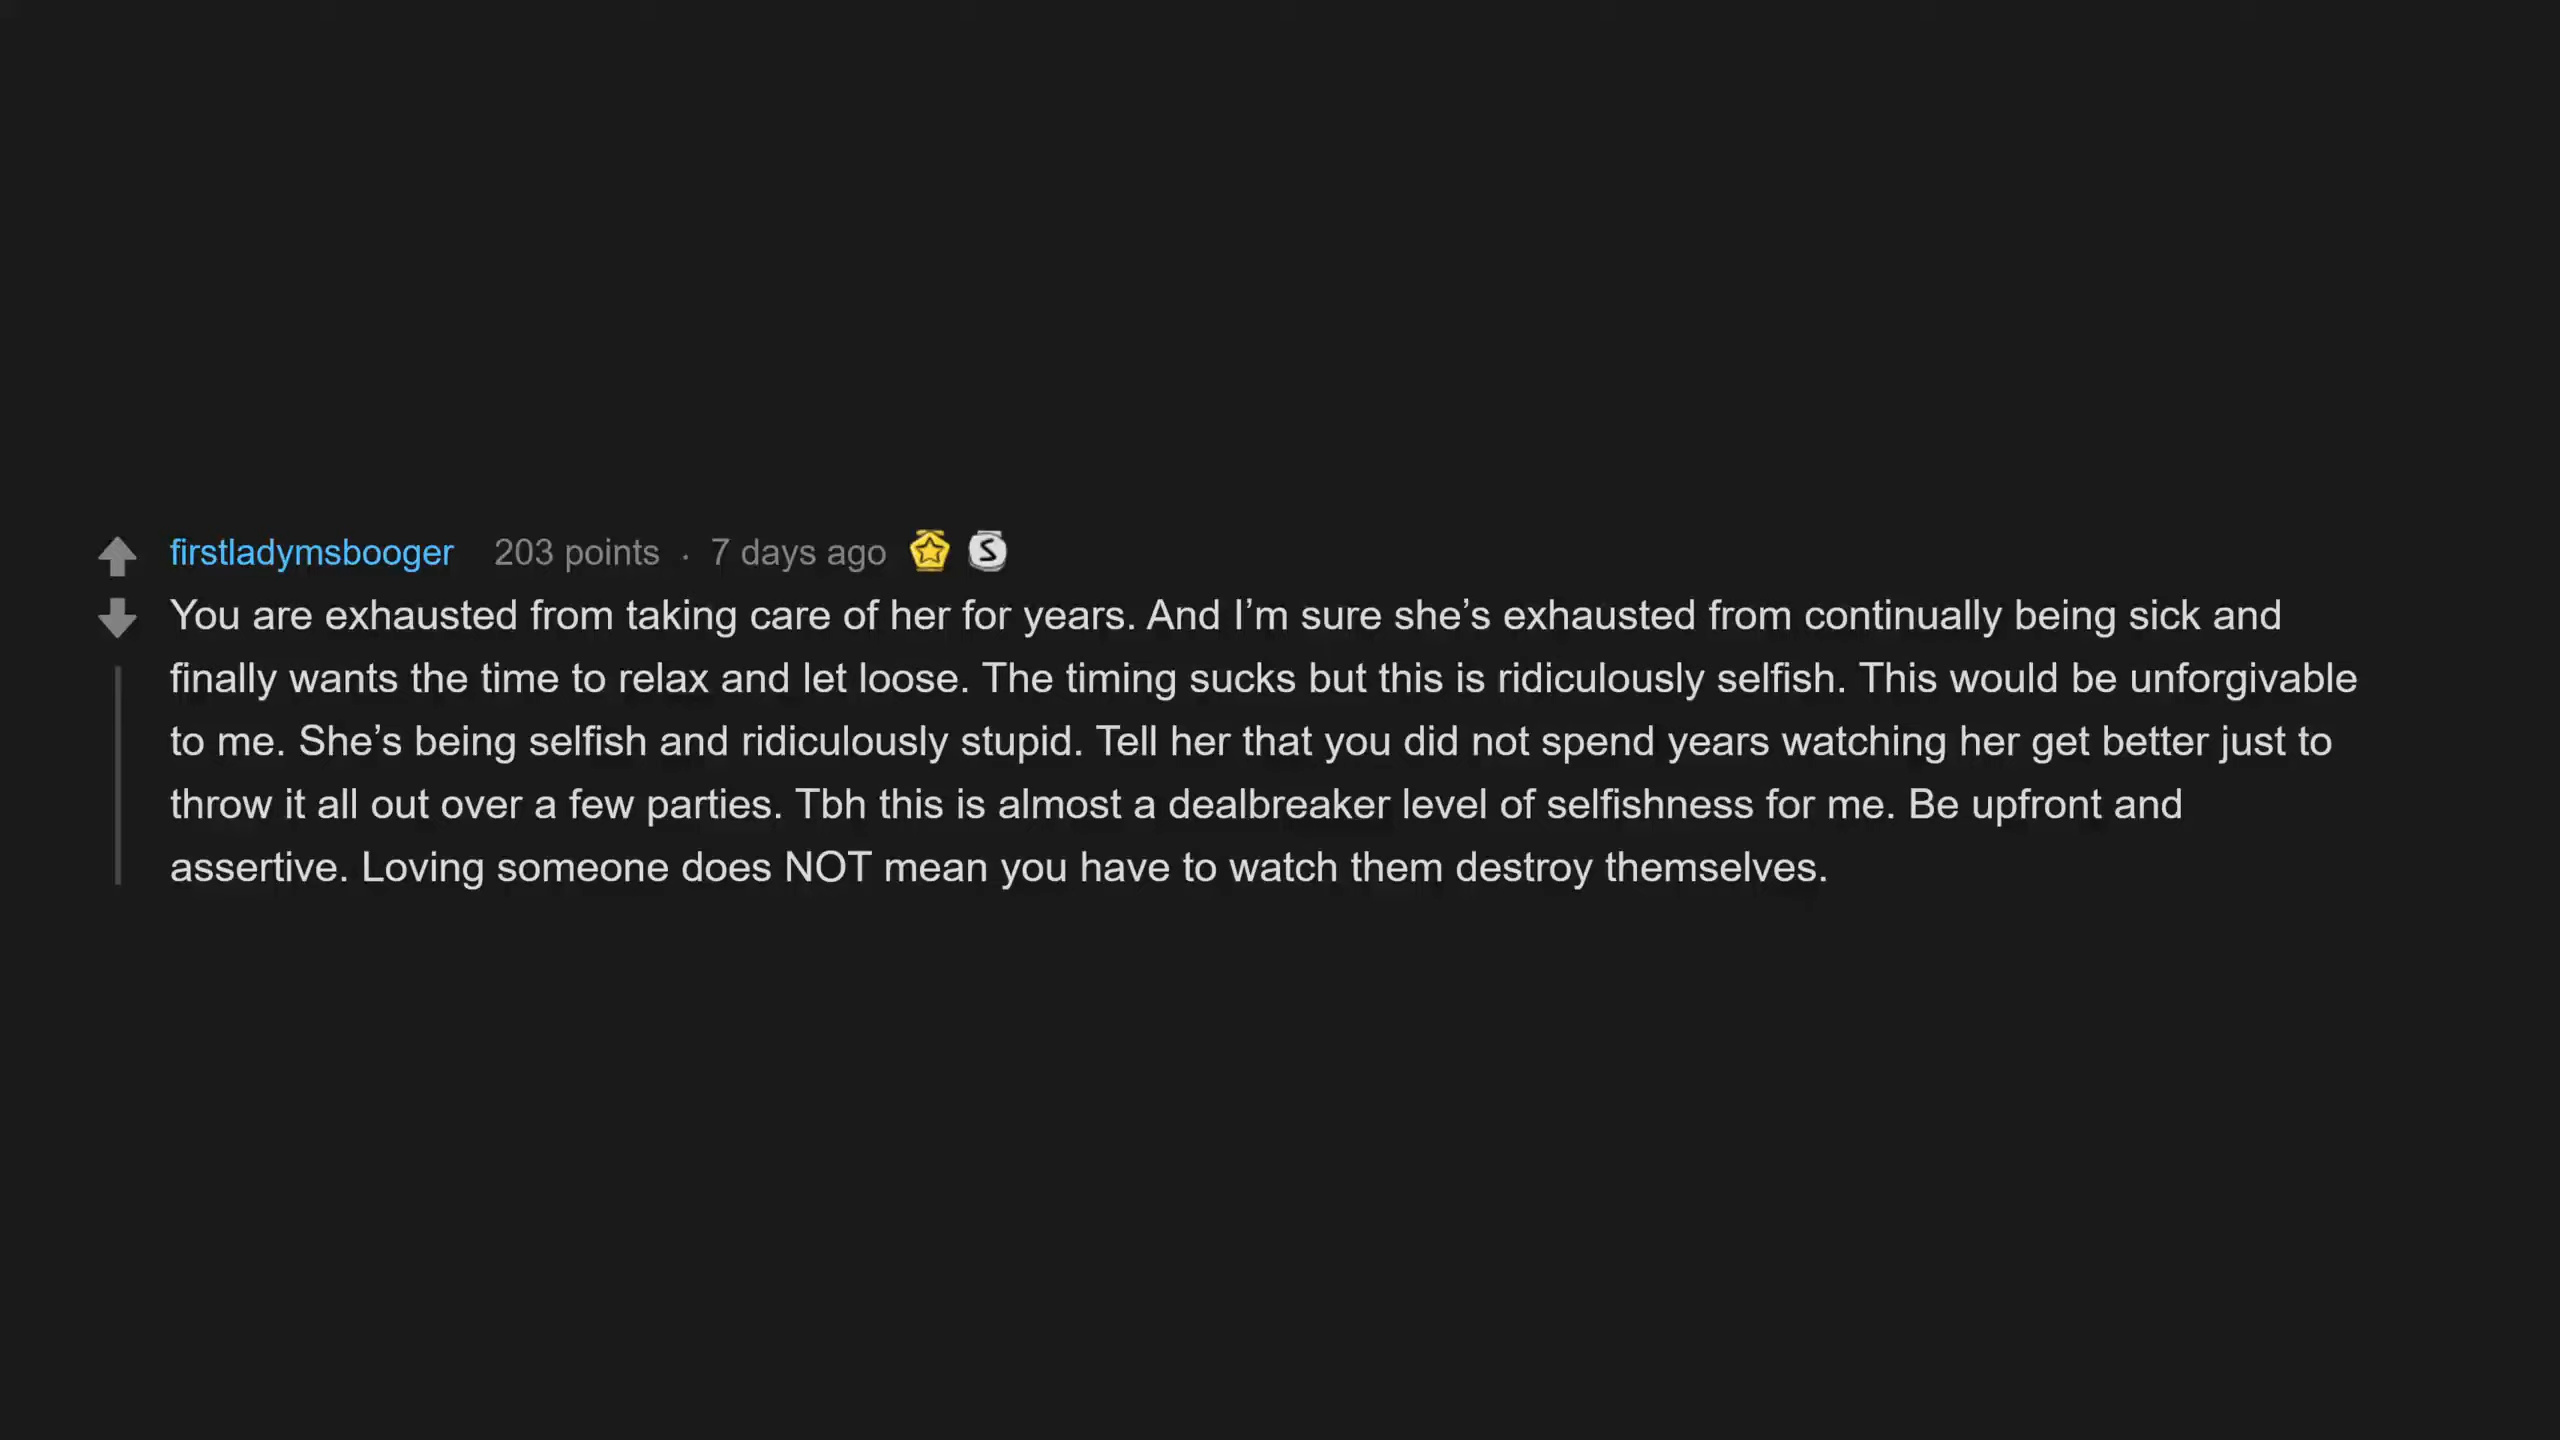 firstladymsbooger 203 points · 7 days ago S
You are exhausted from taking care of her for years. And I’m sure she’s exhausted from continually being sick and
finally wants the time to relax and let loose. The timing sucks but this is ridiculously selfish. This would be unforgivable
to me. She’s being selfish and ridiculously stupid. Tell her that you did not spend years watching her get better just to
throw it all out over a few parties. Tbh this is almost a dealbreaker level of selfishness for me. Be upfront and
assertive. Loving someone does NOT mean you have to watch them destroy themselves.